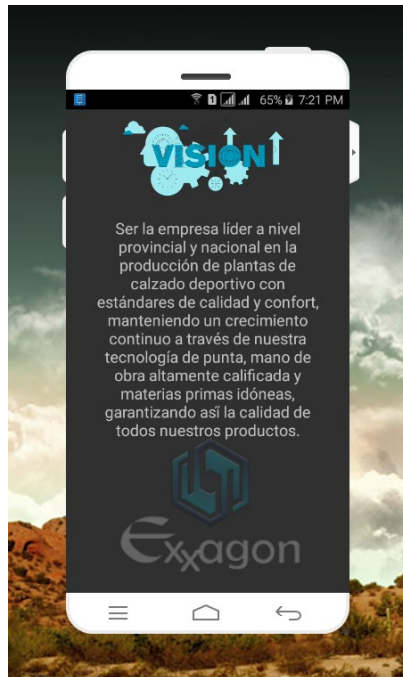 65% 7:21 PM
VISION
Ser la empresa líder a nivel
provincial y nacional en la
producción de plantas de
calzado deportivo con
estándares de calidad y confort,
manteniendo un crecimiento
continuo a través de nuestra
tecnología de punta, mano de
obra altamente calificada y
materias primas idóneas,
garantizando así la calidad de
todos nuestros productos.
Exxagon